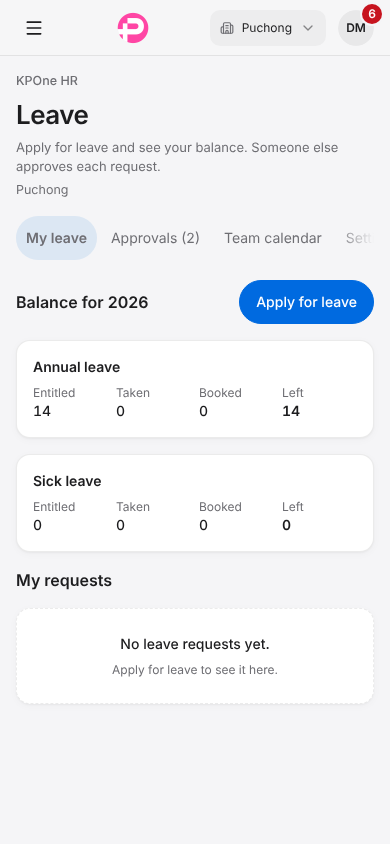 Puchong
DM
6
KPOne HR
Leave
Apply for leave and see your balance. Someone else
approves each request.
Puchong
My leave
Approvals (2)
Team calendar
Balance for 2026
Apply for leave
Annual leave
Entitled Taken Booked Left
14 0 0 14
Sick leave
Entitled Taken Booked Left
0 0 0 0
My requests
No leave requests yet.
Apply for leave to see it here.